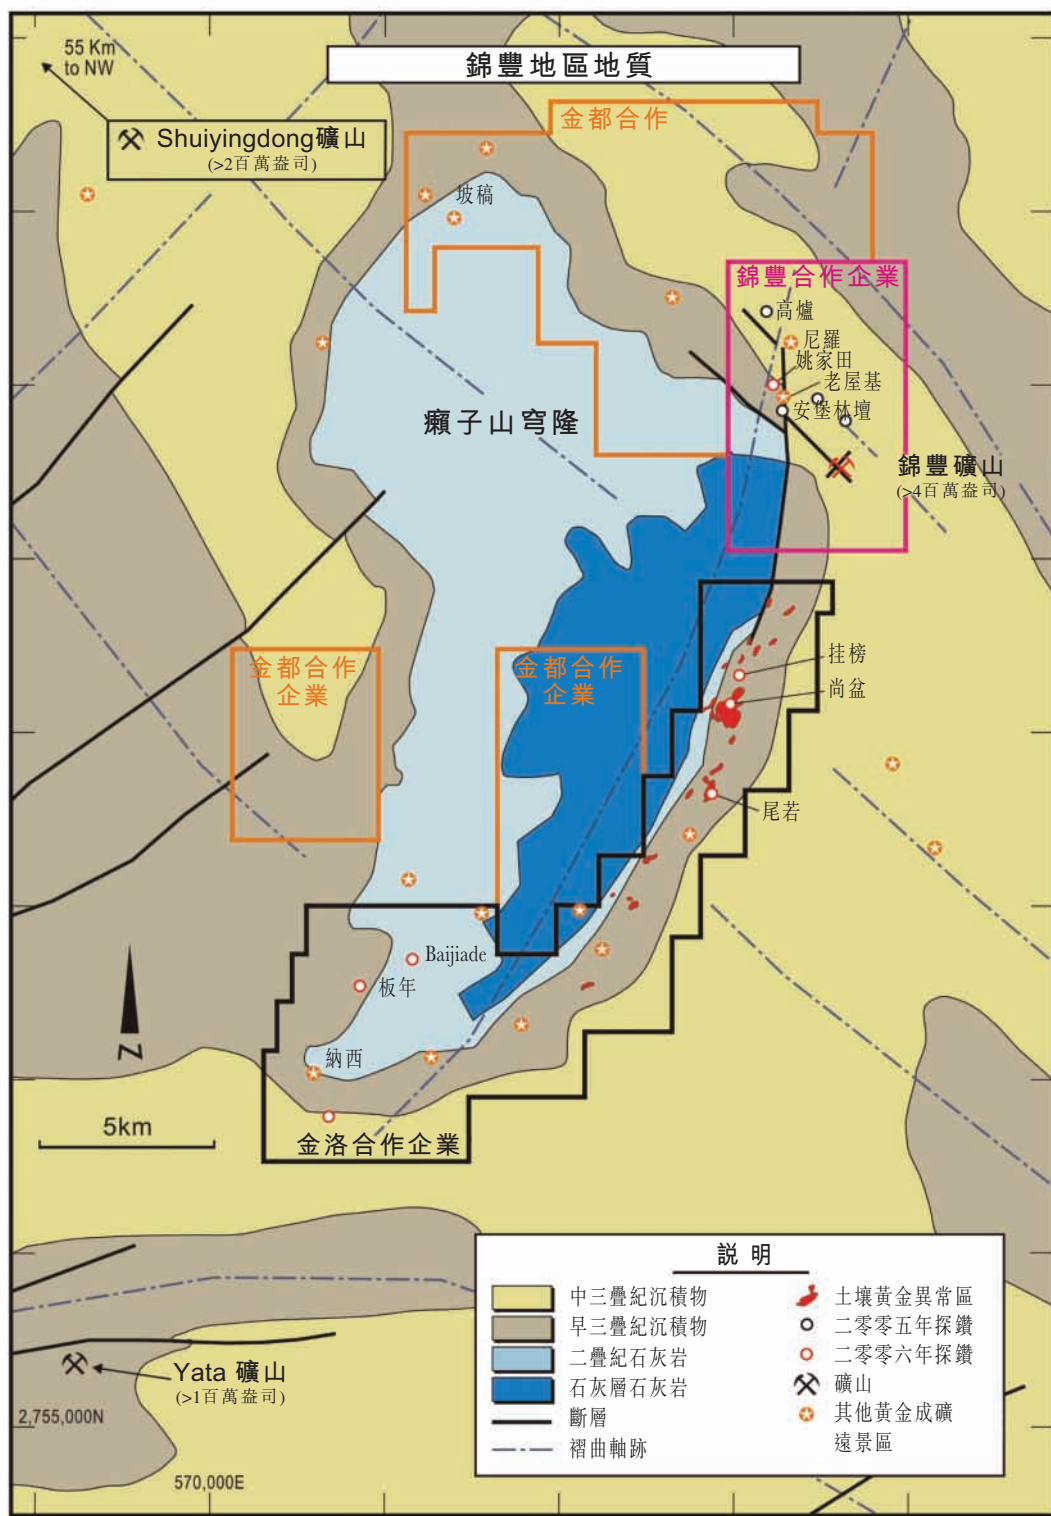 55 Km
to NW
錦豐地區地質
Shuiyingdong礦山
(>2百萬盎司)
金都合作
坡稿
錦豐合作企業
高爐
尼羅
姚家田
老屋基
安堡林壇
癩子山穹隆
錦豐礦山
(>4百萬盎司)
金都合作
企業
金都合作
企業
挂榜
尚盆
尾若
Baijiade
板年
納西
N
5km
金洛合作企業
説明
中三疊紀沉積物
早三疊紀沉積物
二疊紀石灰岩
石灰層石灰岩
斷層
褶曲軸跡
土壤黃金異常區
二零零五年探鑽
二零零六年探鑽
礦山
其他黃金成礦
遠景區
Yata 礦山
(>1百萬盎司)
2,755,000N
570,000E